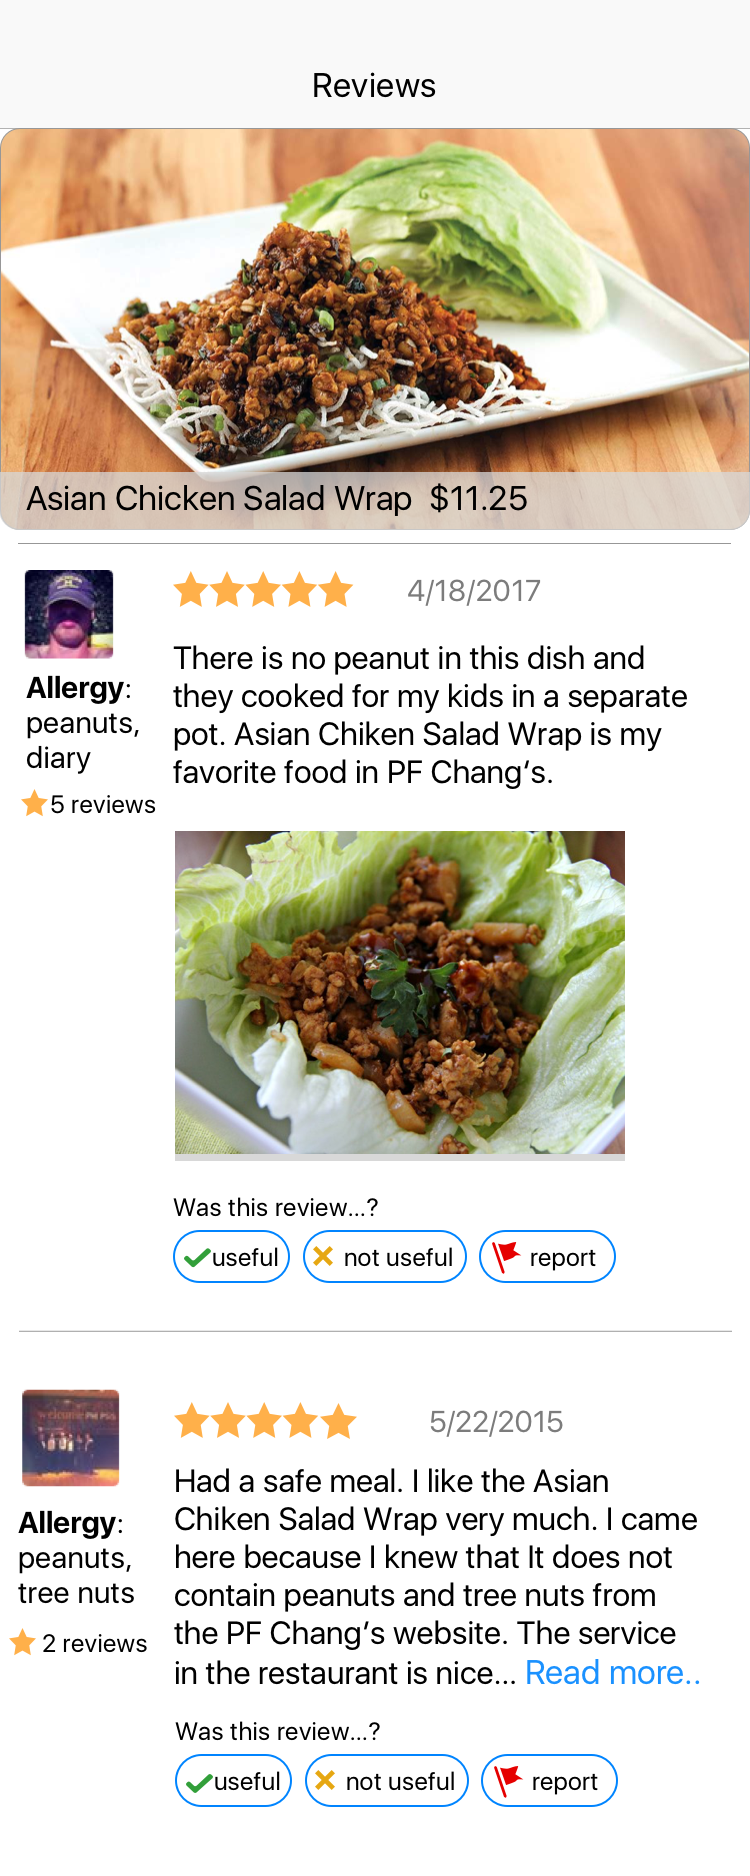 Reviews
Asian Chicken Salad Wrap $11.25
4/18/2017
There is no peanut in this dish and
they cooked for my kids in a separate
pot. Asian Chiken Salad Wrap is my
favorite food in PF Chang's.
Allergy:
peanuts,
diary
5 reviews
Was this review...?
useful
not useful
report
5/22/2015
Had a safe meal. I like the Asian
Chiken Salad Wrap very much. I came
here because I knew that It does not
contain peanuts and tree nuts from
the PF Chang's website. The service
in the restaurant is nice... Read more..
welcome
Allergy:
peanuts,
tree nuts
2 reviews
Was this review...?
useful
not useful
report